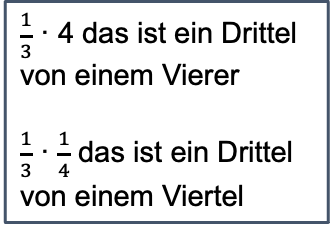 1/3 · 4 das ist ein Drittel
von einem Vierer
1/3 · 1/4 das ist ein Drittel
von einem Viertel